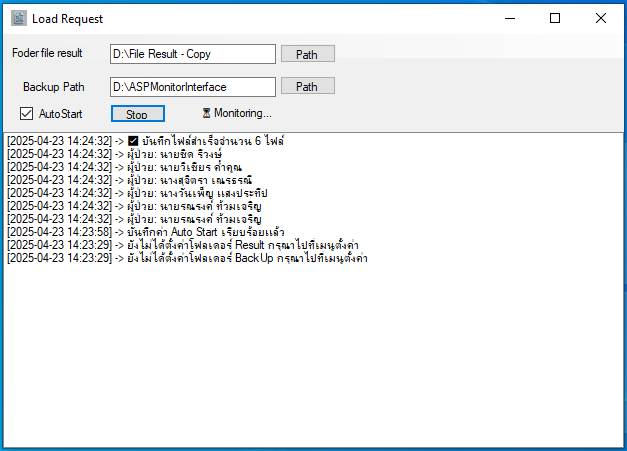 Load Request
Foder file result D:\File Result - Copy Path
Backup Path D:\ASPMonitorInterface Path
AutoStart Stop ⌛ Monitoring...
[2025-04-23 14:24:32] -> ✅ บันทึกไฟล์สำเร็จจำนวน 6 ไฟล์
[2025-04-23 14:24:32] -> ผู้ป่วย: นายชิด ริวงษ์
[2025-04-23 14:24:32] -> ผู้ป่วย: นายวิเชียร คำคุณ
[2025-04-23 14:24:32] -> ผู้ป่วย: นางสุจิตรา เณรธรณี
[2025-04-23 14:24:32] -> ผู้ป่วย: นางวันเพ็ญ แสงประทีป
[2025-04-23 14:24:32] -> ผู้ป่วย: นายรณรงค์ ท้วมเจริญ
[2025-04-23 14:24:32] -> ผู้ป่วย: นายรณรงค์ ท้วมเจริญ
[2025-04-23 14:23:58] -> บันทึกค่า Auto Start เรียบร้อยแล้ว
[2025-04-23 14:23:29] -> ยังไม่ได้ตั้งค่าโฟลเดอร์ Result กรุณาไปที่เมนูตั้งค่า
[2025-04-23 14:23:29] -> ยังไม่ได้ตั้งค่าโฟลเดอร์ BackUp กรุณาไปที่เมนูตั้งค่า